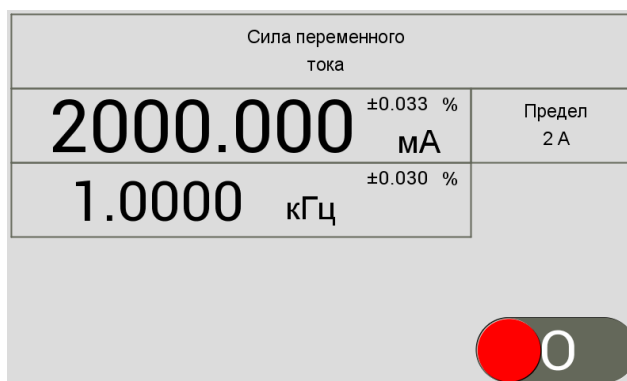 Сила переменного
тока
2000.000 ±0.033 % мА
Предел
2 А
1.0000 кГц ±0.030 %
O